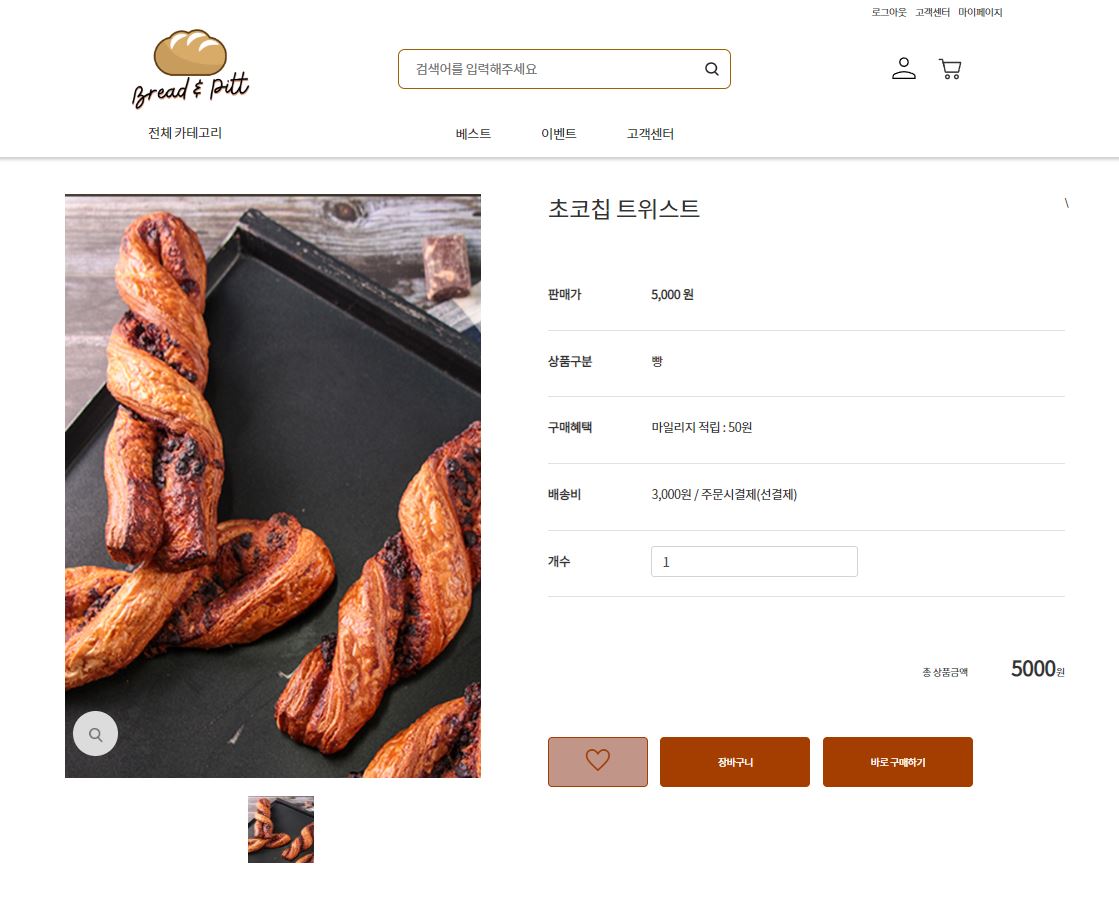 로그아웃 고객센터 마이페이지
Bread & Pitt
검색어를 입력해주세요
전체 카테고리
베스트 이벤트 고객센터
초코칩 트위스트 \
판매가 5,000 원
상품구분 빵
구매혜택 마일리지 적립 : 50원
배송비 3,000원 / 주문시결제(선결제)
개수 1
총 상품금액 5000원
장바구니 바로 구매하기